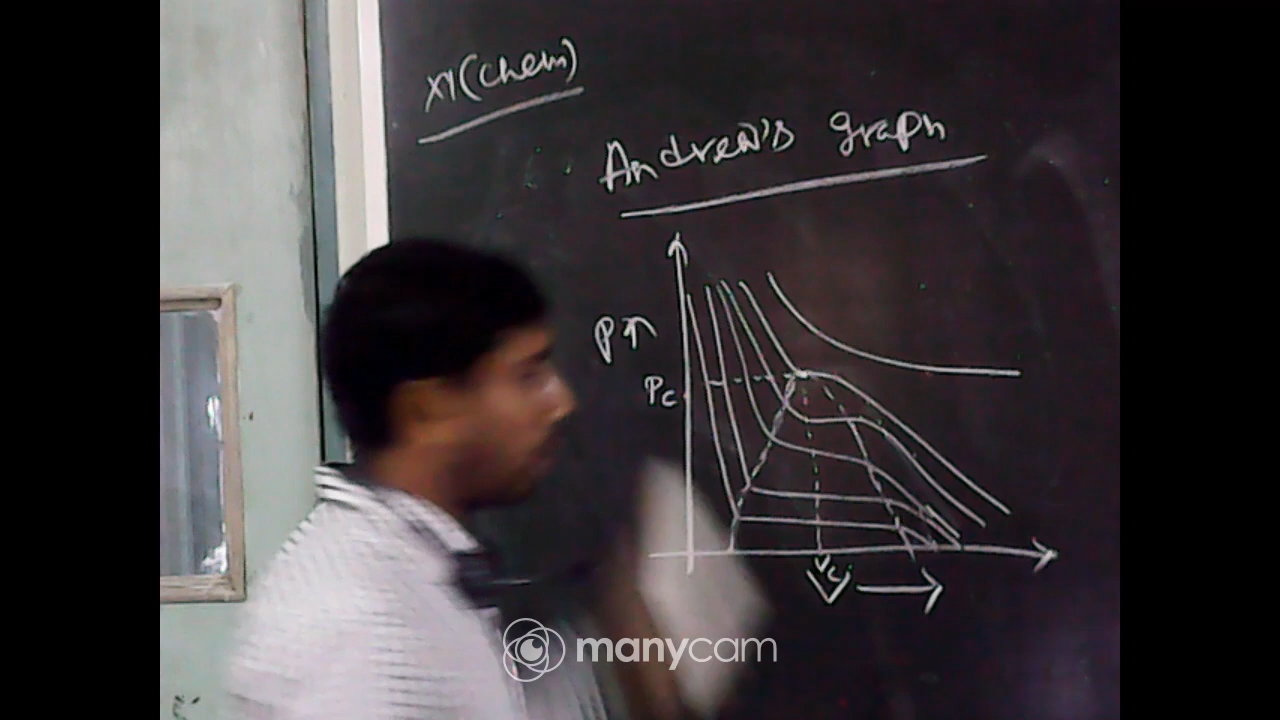 XI(Chem)
Andrew's graph
P↑
Pc
Vc
V →
manycam